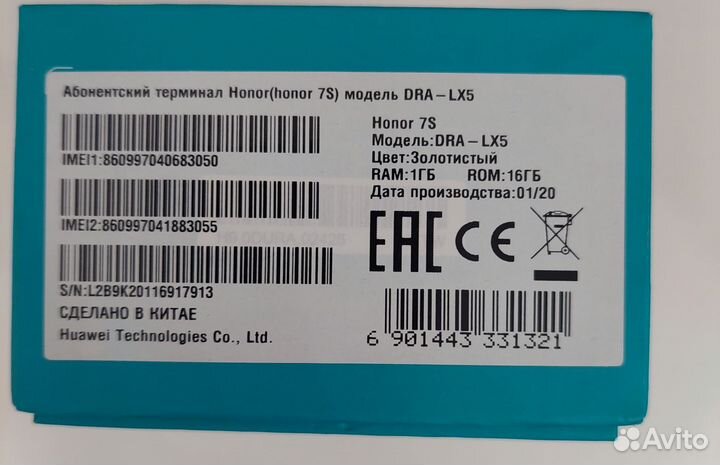 Абонентский терминал Honor(honor 7S) модель DRA – LX5
IMEI1:860997040683050
IMEI2:860997041883055
S/N:L2B9K20116917913
СДЕЛАНО В КИТАЕ
Huawei Technologies Co., Ltd.
Honor 7S
Модель:DRA – LX5
Цвет:Золотистый
RAM:1ГБ ROM:16ГБ
Дата производства:01/20
EAC CE
6 901443 331321
Avito